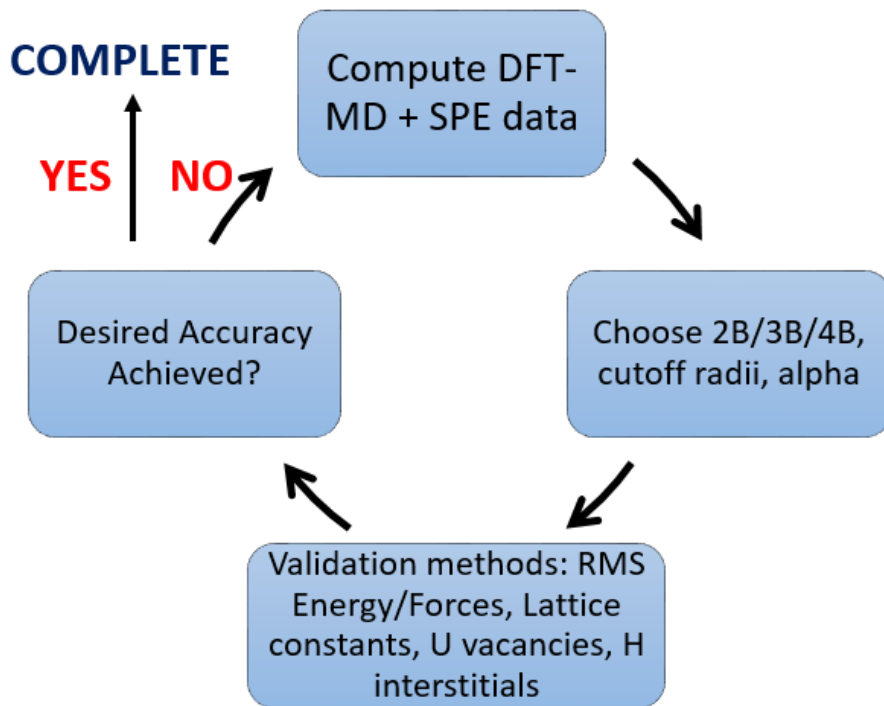 COMPLETE
YES
NO
Compute DFT-
MD + SPE data
Choose 2B/3B/4B,
cutoff radii, alpha
Validation methods: RMS
Energy/Forces, Lattice
constants, U vacancies, H
interstitials
Desired Accuracy
Achieved?